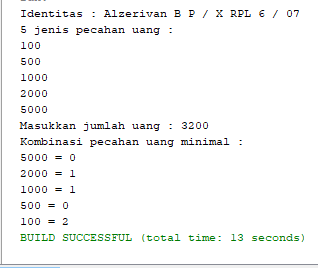 Identitas : Alzerivan B P / X RPL 6 / 07
5 jenis pecahan uang :
100
500
1000
2000
5000
Masukkan jumlah uang : 3200
Kombinasi pecahan uang minimal :
5000 = 0
2000 = 1
1000 = 1
500 = 0
100 = 2
BUILD SUCCESSFUL (total time: 13 seconds)